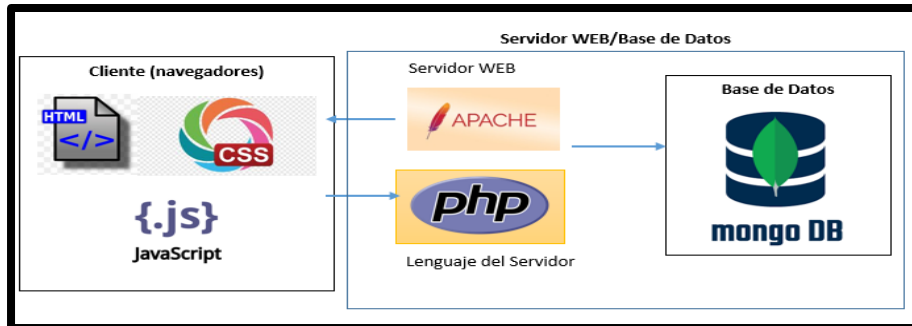 Servidor WEB/Base de Datos
Cliente (navegadores)
HTML
</>
CSS
{.js}
JavaScript
Servidor WEB
APACHE
php
Lenguaje del Servidor
Base de Datos
mongo DB